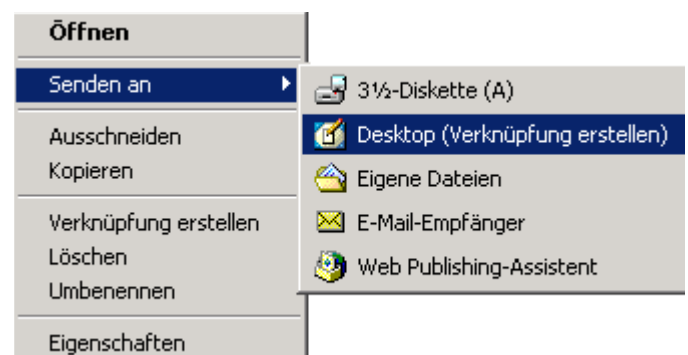 Öffnen
Senden an
Ausschneiden
Kopieren
Verknüpfung erstellen
Löschen
Umbenennen
Eigenschaften
3½-Diskette (A)
Desktop (Verknüpfung erstellen)
Eigene Dateien
E-Mail-Empfänger
Web Publishing-Assistent